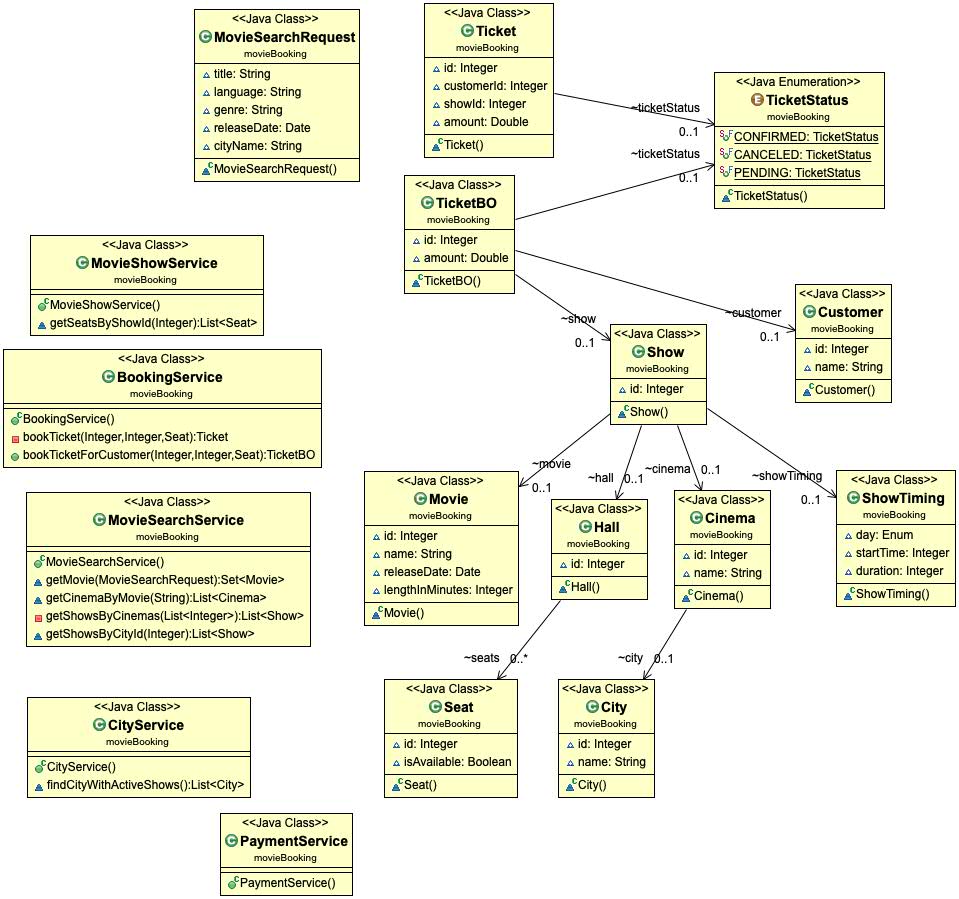 <<Java Class>>
MovieSearchRequest
movieBooking
title: String
language: String
genre: String
releaseDate: Date
cityName: String
MovieSearchRequest()
<<Java Class>>
Ticket
movieBooking
id: Integer
customerId: Integer
showId: Integer
amount: Double
Ticket()
~ticketStatus
0..1
<<Java Enumeration>>
TicketStatus
movieBooking
CONFIRMED: TicketStatus
CANCELED: TicketStatus
PENDING: TicketStatus
TicketStatus()
~ticketStatus
0..1
<<Java Class>>
TicketBO
movieBooking
id: Integer
amount: Double
TicketBO()
~show
0..1
~customer
0..1
<<Java Class>>
Customer
movieBooking
id: Integer
name: String
Customer()
<<Java Class>>
MovieShowService
movieBooking
MovieShowService()
getSeatsByShowId(Integer):List<Seat>
<<Java Class>>
Show
movieBooking
id: Integer
Show()
<<Java Class>>
BookingService
movieBooking
BookingService()
bookTicket(Integer,Integer,Seat):Ticket
bookTicketForCustomer(Integer,Integer,Seat):TicketBO
~movie
0..1
~hall
0..1
~cinema
0..1
~showTiming
0..1
<<Java Class>>
Movie
movieBooking
id: Integer
name: String
releaseDate: Date
lengthInMinutes: Integer
Movie()
<<Java Class>>
Hall
movieBooking
id: Integer
Hall()
<<Java Class>>
Cinema
movieBooking
id: Integer
name: String
Cinema()
<<Java Class>>
ShowTiming
movieBooking
day: Enum
startTime: Integer
duration: Integer
ShowTiming()
<<Java Class>>
MovieSearchService
movieBooking
MovieSearchService()
getMovie(MovieSearchRequest):Set<Movie>
getCinemaByMovie(String):List<Cinema>
getShowsByCinemas(List<Integer>):List<Show>
getShowsByCityId(Integer):List<Show>
~seats
0..*
~city
0..1
<<Java Class>>
Seat
movieBooking
id: Integer
isAvailable: Boolean
Seat()
<<Java Class>>
City
movieBooking
id: Integer
name: String
City()
<<Java Class>>
CityService
movieBooking
CityService()
findCityWithActiveShows():List<City>
<<Java Class>>
PaymentService
movieBooking
PaymentService()